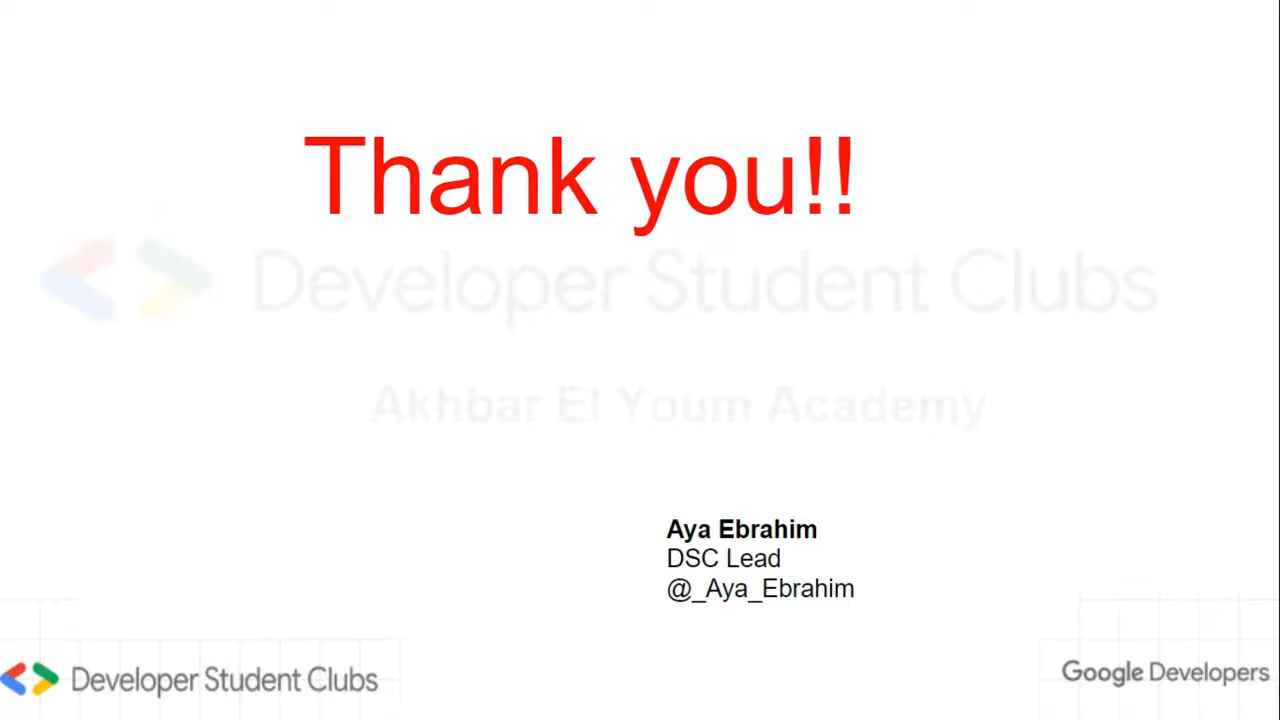 Thank you!!
Developer Student Clubs
Akhbar El Youm Academy
Aya Ebrahim
DSC Lead
@_Aya_Ebrahim
Developer Student Clubs
Google Developers